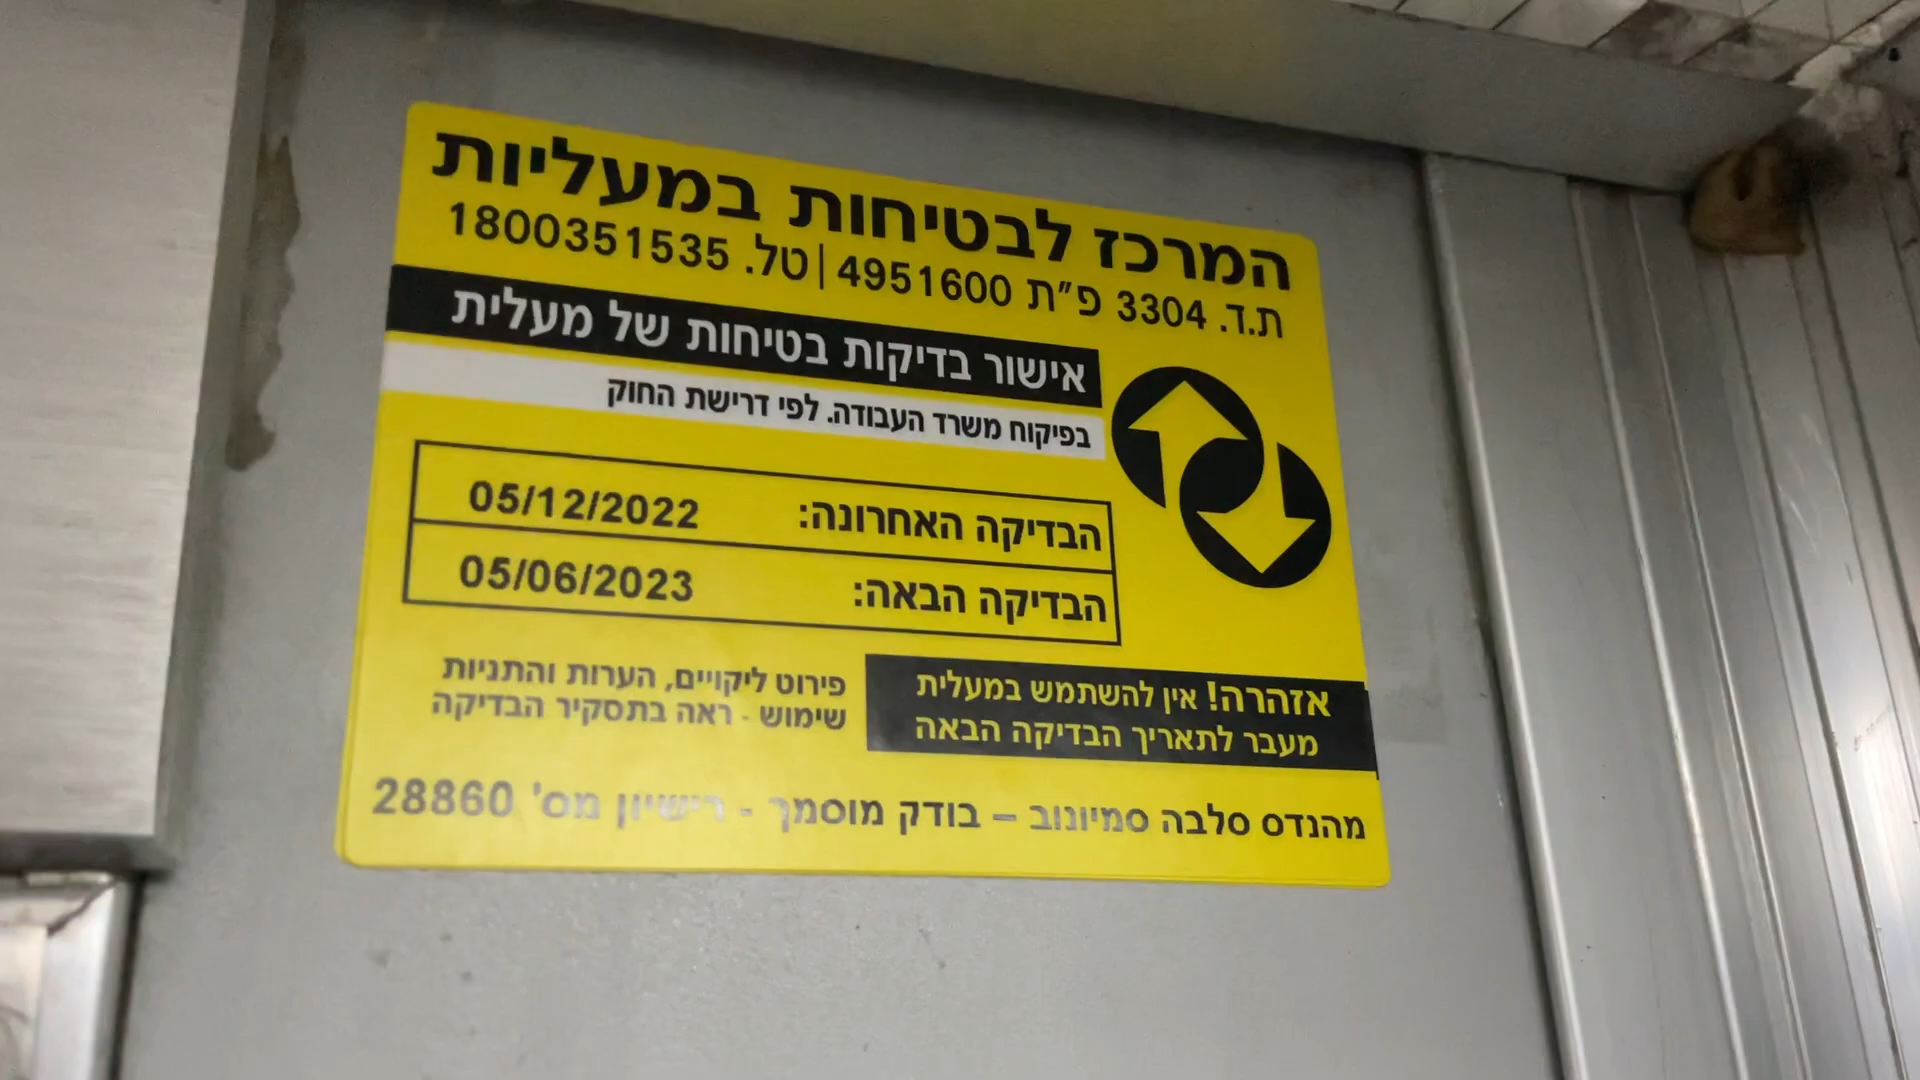 המרכז לבטיחות במעליות
ת.ד. 3304 פ״ת 4951600 | טל. 1800351535
אישור בדיקות בטיחות של מעלית
בפיקוח משרד העבודה. לפי דרישת החוק
הבדיקה האחרונה: 05/12/2022
הבדיקה הבאה: 05/06/2023
אזהרה! אין להשתמש במעלית
מעבר לתאריך הבדיקה הבאה
פירוט ליקויים, הערות והתניות
שימוש - ראה בתסקיר הבדיקה
מהנדס סלבה סמיונוב – בודק מוסמך - רישיון מס' 28860